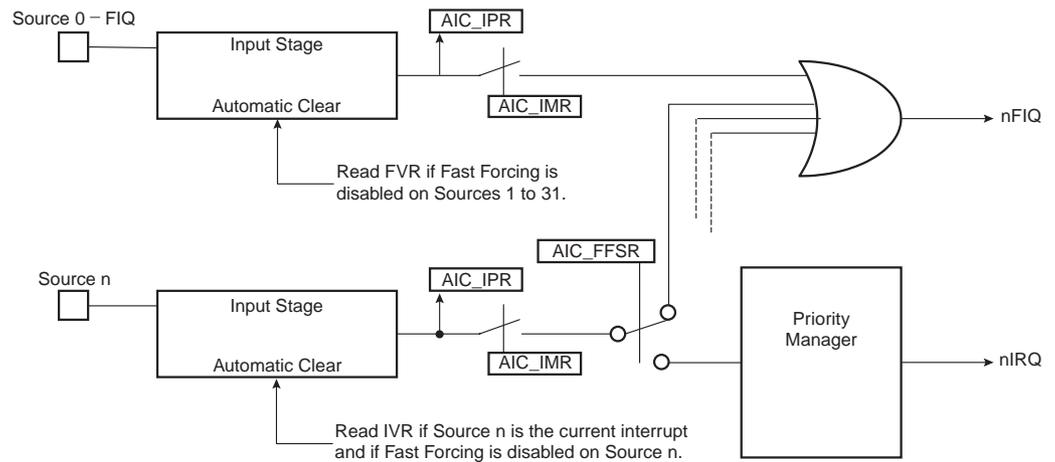 Source 0 – FIQ
AIC_IPR
Input Stage
Automatic Clear
AIC_IMR
nFIQ
Read FVR if Fast Forcing is
disabled on Sources 1 to 31.
AIC_FFSR
Source n
AIC_IPR
Input Stage
Priority
Manager
Automatic Clear
AIC_IMR
nIRQ
Read IVR if Source n is the current interrupt
and if Fast Forcing is disabled on Source n.